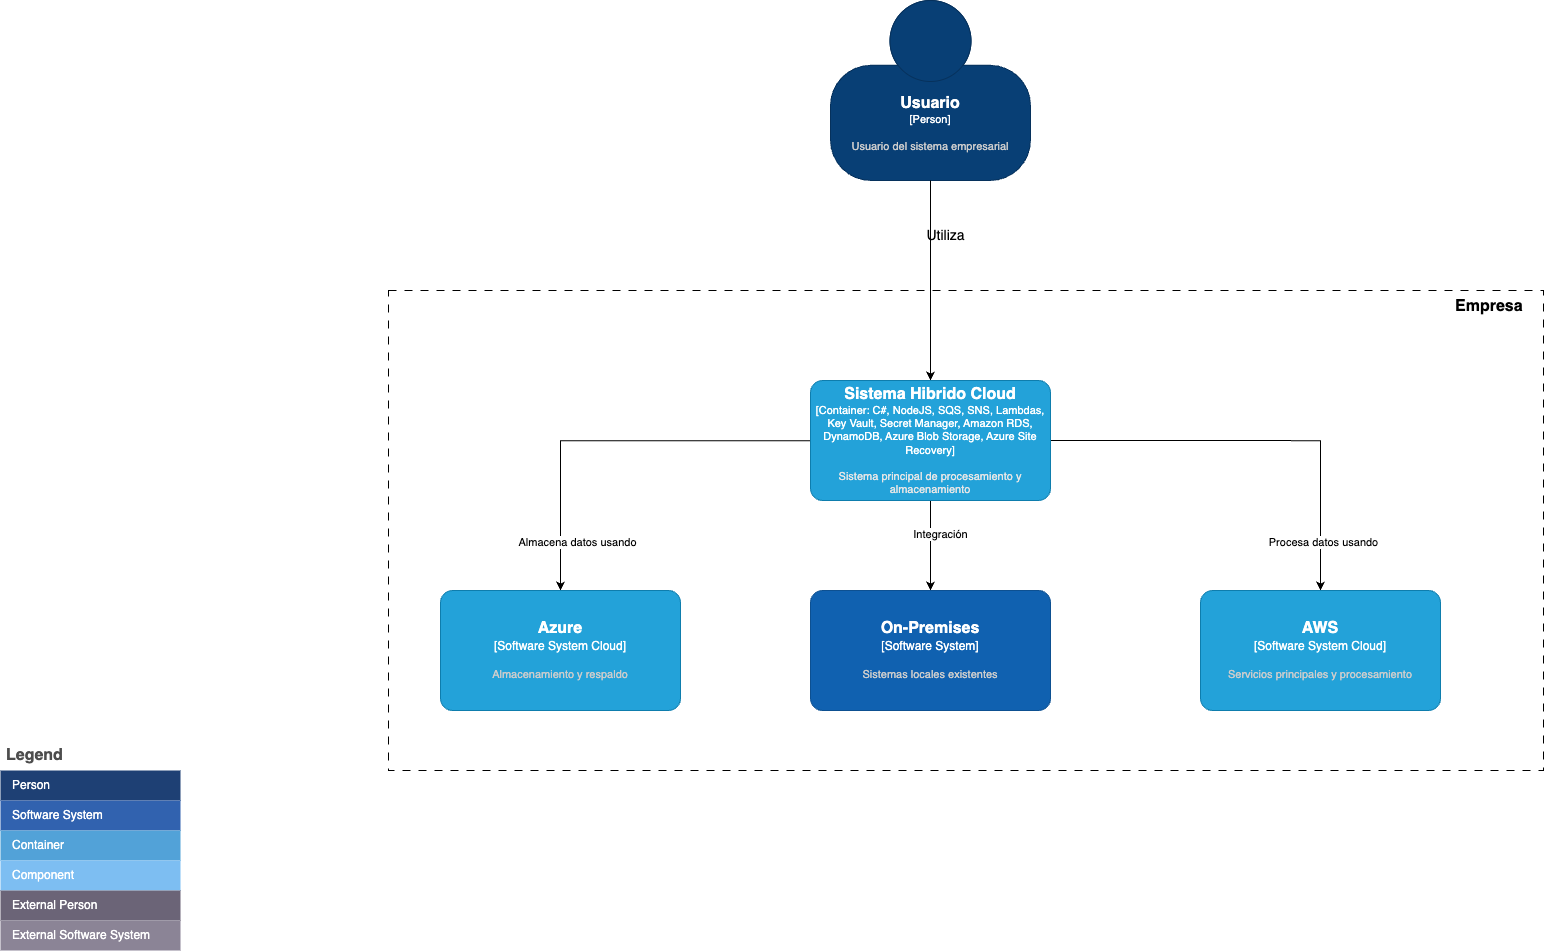 Usuario
[Person]
Usuario del sistema empresarial
Utiliza
Empresa
Sistema Hibrido Cloud
[Container: C#, NodeJS, SQS, SNS, Lambdas,
Key Vault, Secret Manager, Amazon RDS,
DynamoDB, Azure Blob Storage, Azure Site
Recovery]
Sistema principal de procesamiento y
almacenamiento
Almacena datos usando
Integración
Procesa datos usando
Azure
[Software System Cloud]
Almacenamiento y respaldo
On-Premises
[Software System]
Sistemas locales existentes
AWS
[Software System Cloud]
Servicios principales y procesamiento
Legend
Person
Software System
Container
Component
External Person
External Software System